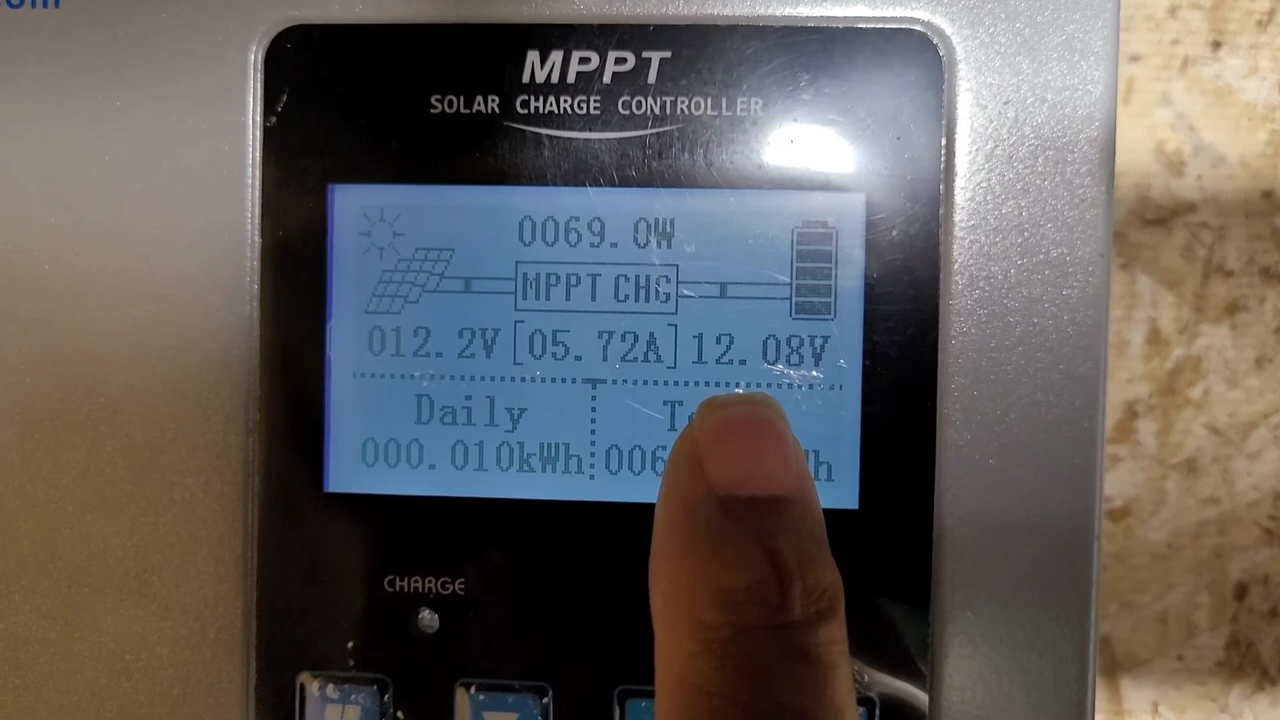 MPPT
SOLAR CHARGE CONTROLLER
0069.0W
MPPT CHG
012.2V [05.72A] 12.08V
Daily
000.010kWh
CHARGE